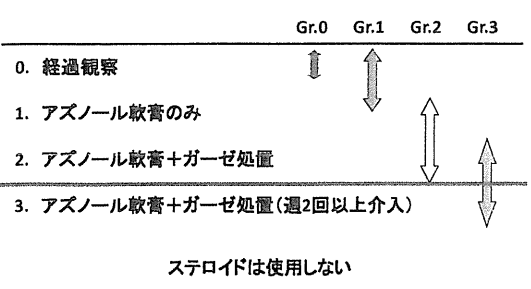 Gr.0 Gr.1 Gr.2 Gr.3
0. 経過観察
1. アズノール軟膏のみ
2. アズノール軟膏＋ガーゼ処置
3. アズノール軟膏＋ガーゼ処置（週2回以上介入）
ステロイドは使用しない